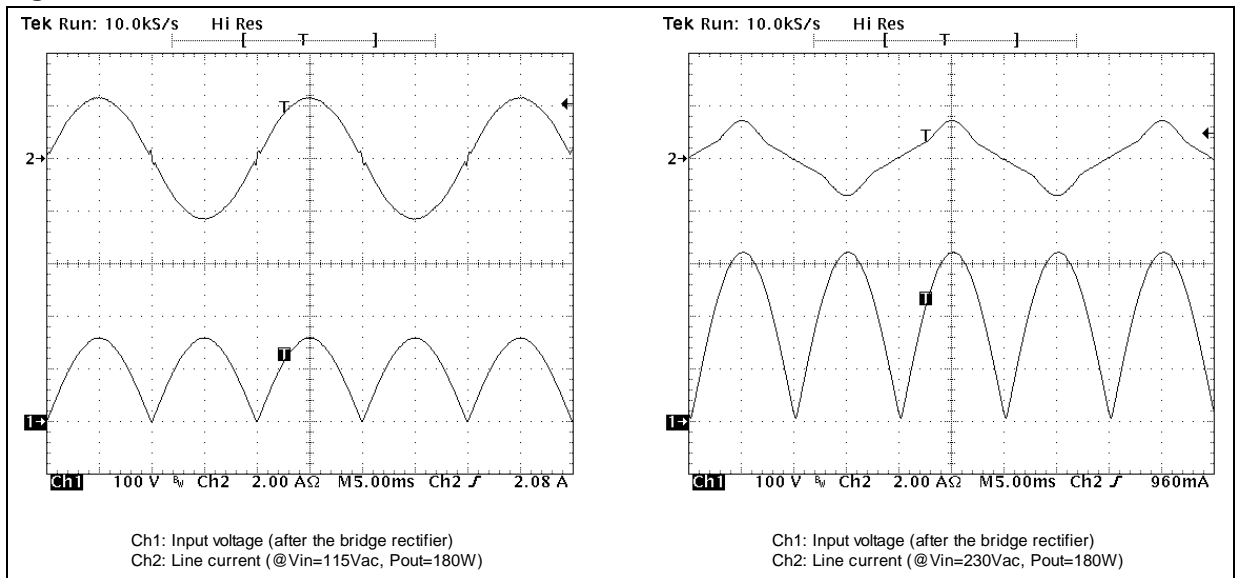 Tek Run: 10.0kS/s Hi Res
[ T ]
T
2→
T
1→
Ch1 100 V BW Ch2 2.00 AΩ M5.00ms Ch2 ƒ 2.08 A
Ch1: Input voltage (after the bridge rectifier)
Ch2: Line current (@Vin=115Vac, Pout=180W)
Tek Run: 10.0kS/s Hi Res
[ T ]
T
2→
T
1→
Ch1 100 V BW Ch2 2.00 AΩ M5.00ms Ch2 ƒ 960mA
Ch1: Input voltage (after the bridge rectifier)
Ch2: Line current (@Vin=230Vac, Pout=180W)